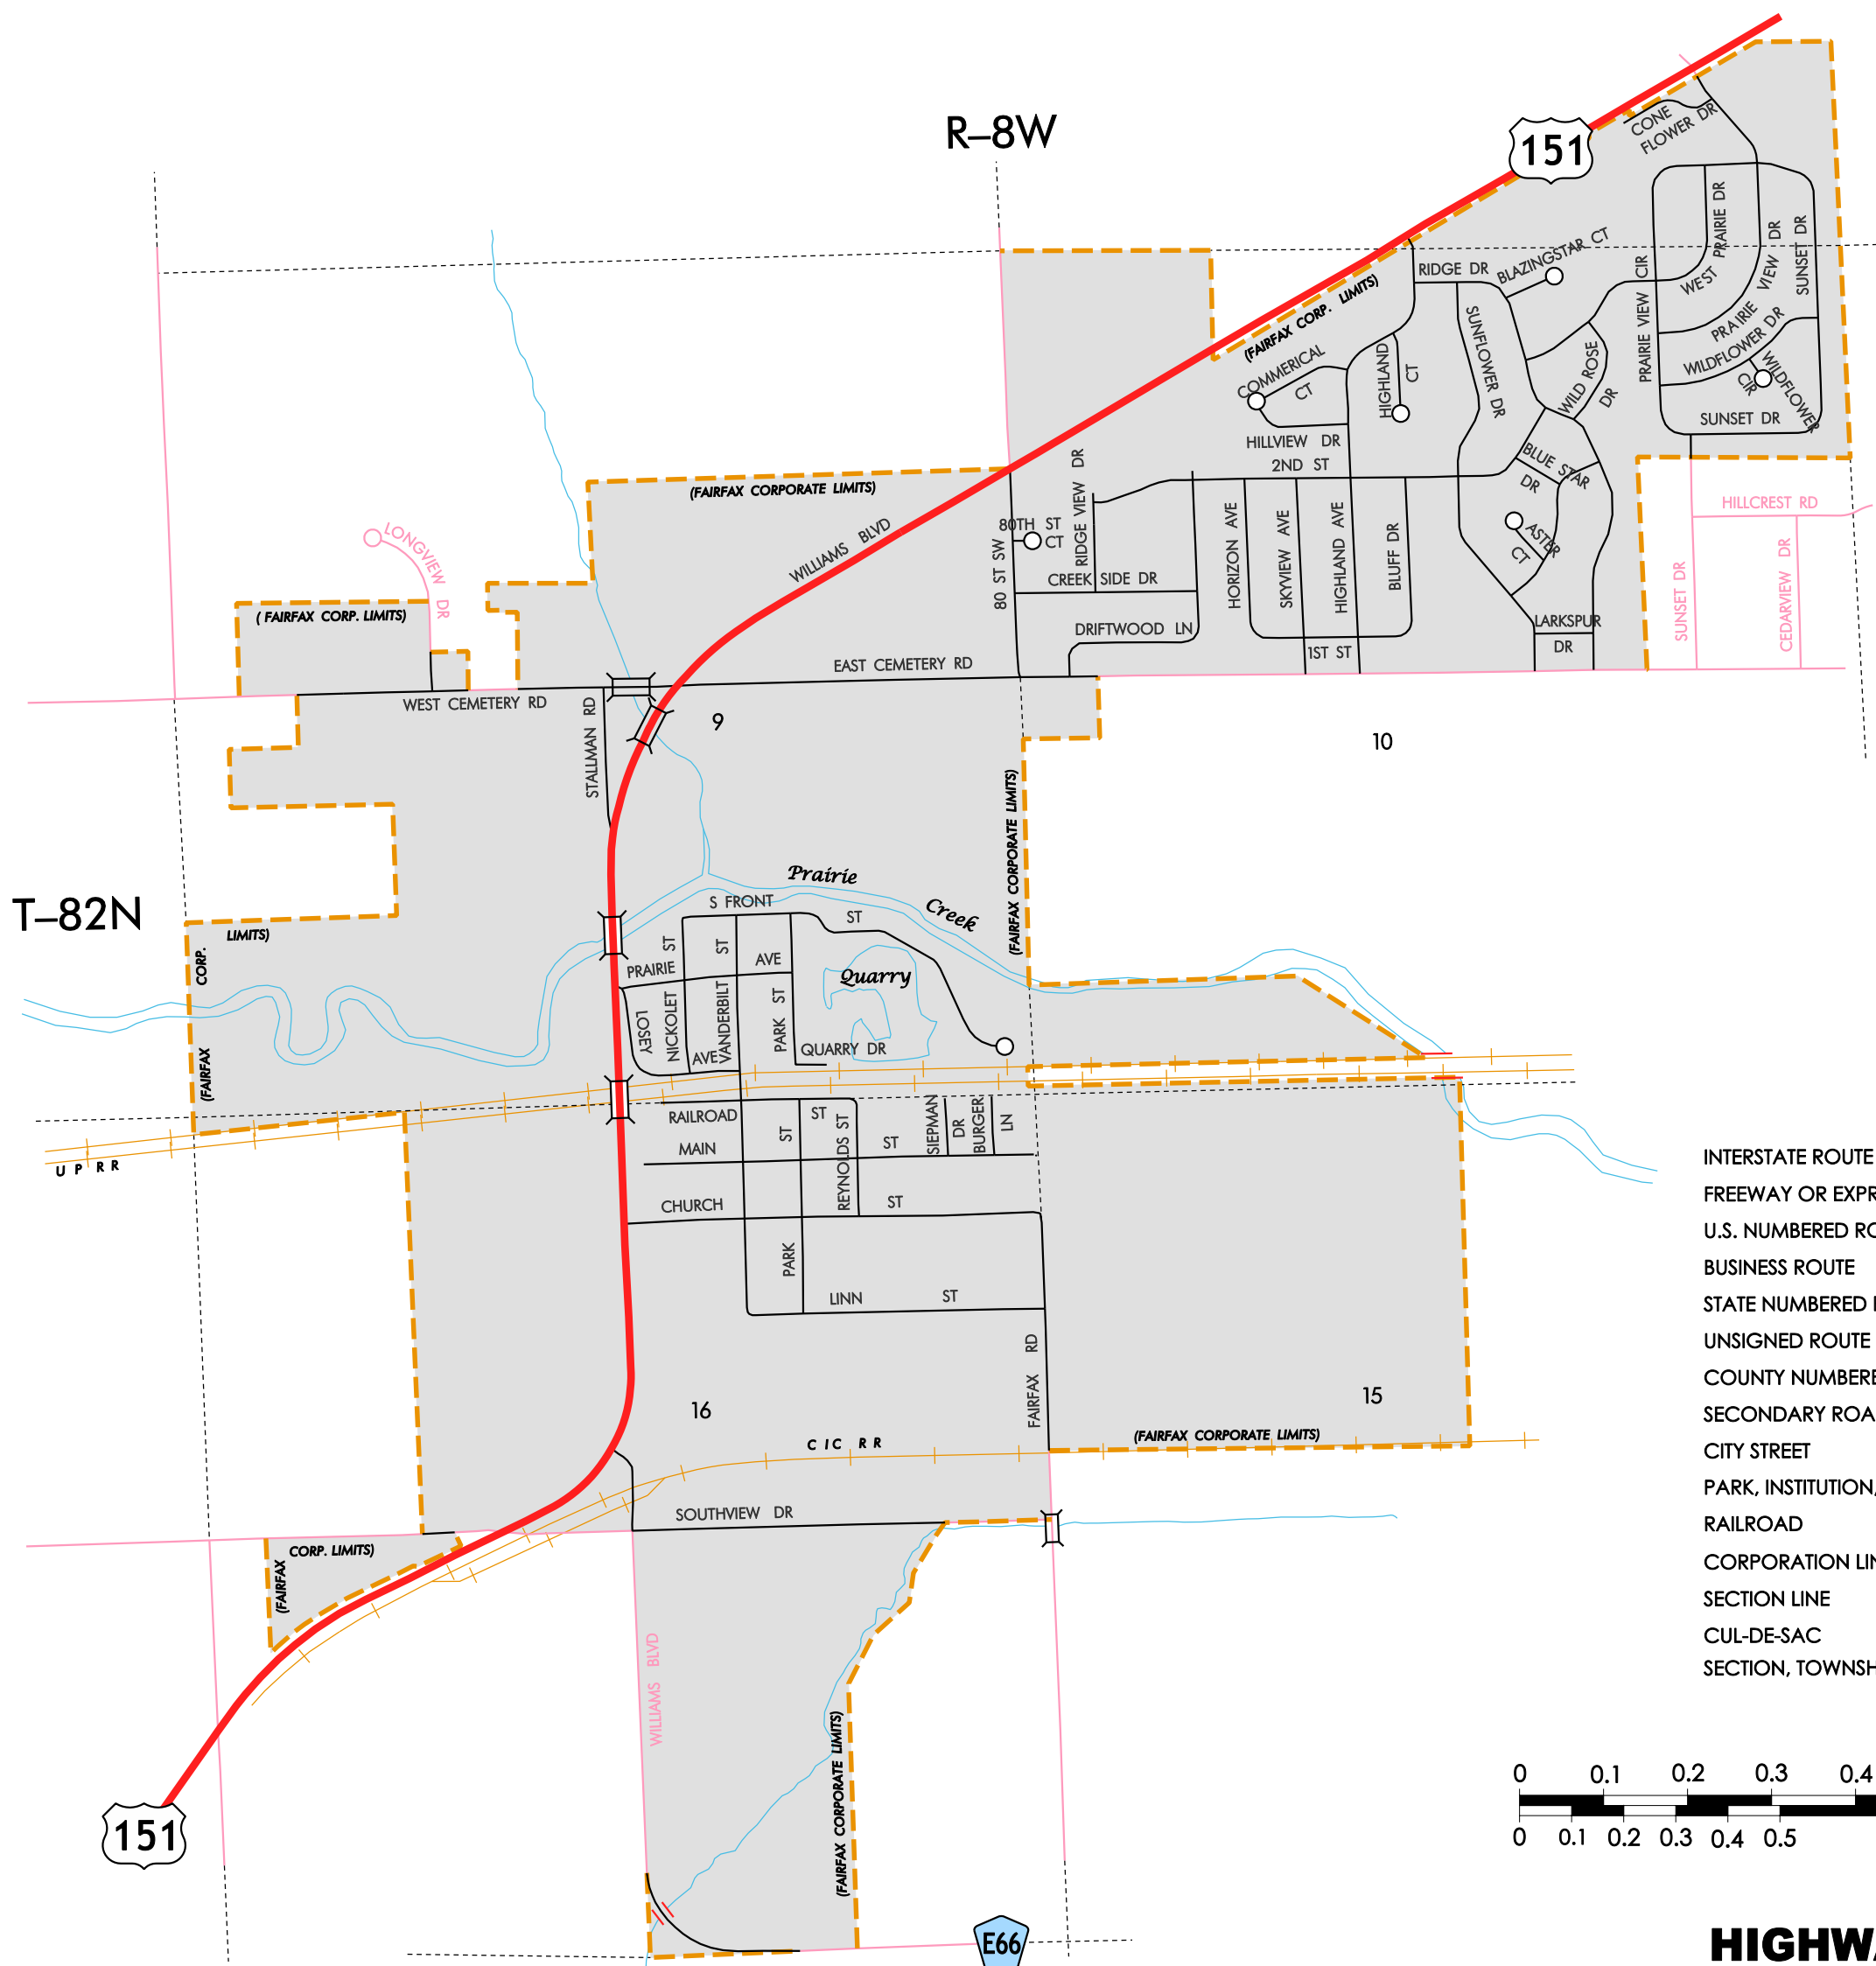 R–8W
151
CONE
FLOWER DR
RIDGE DR
BLAZINGSTAR CT
WEST PRAIRIE DR
PRAIRIE VIEW DR
SUNSET DR
PRAIRIE VIEW CIR
(FAIRFAX CORP. LIMITS)
SUNFLOWER DR
WILDFLOWER DR
WILDFLOWER
CIR
COMMERICAL
CT
HIGHLAND
CT
WILD ROSE
DR
SUNSET DR
HILLVIEW DR
2ND ST
BLUE STAR
DR
(FAIRFAX CORPORATE LIMITS)
WILLIAMS BLVD
RIDGE VIEW DR
80TH ST
CT
80 ST SW
CREEK SIDE DR
HORIZON AVE
SKYVIEW AVE
HIGHLAND AVE
BLUFF DR
ASTER
CT
HILLCREST RD
SUNSET DR
CEDARVIEW DR
LONGVIEW DR
( FAIRFAX CORP. LIMITS)
DRIFTWOOD LN
LARKSPUR
DR
1ST ST
EAST CEMETERY RD
WEST CEMETERY RD
STALLMAN RD
9
10
(FAIRFAX CORPORATE LIMITS)
T–82N
Prairie
Creek
S FRONT ST
(FAIRFAX CORP. LIMITS)
PRAIRIE AVE
ST
ST
Quarry
LOSEY
AVE
NICKOLET
VANDERBILT
PARK ST
QUARRY DR
U P RR
RAILROAD ST
MAIN ST
ST
REYNOLDS ST
SIEPMAN
DR
BURGER
LN
CHURCH ST
PARK
LINN ST
FAIRFAX RD
16
15
C I C RR
(FAIRFAX CORPORATE LIMITS)
SOUTHVIEW DR
(FAIRFAX CORP. LIMITS)
WILLIAMS BLVD
(FAIRFAX CORPORATE LIMITS)
151
E66
INTERSTATE ROUTE
FREEWAY OR EXPR
U.S. NUMBERED RO
BUSINESS ROUTE
STATE NUMBERED
UNSIGNED ROUTE
COUNTY NUMBERE
SECONDARY ROA
CITY STREET
PARK, INSTITUTION,
RAILROAD
CORPORATION LIN
SECTION LINE
CUL-DE-SAC
SECTION, TOWNSH
0 0.1 0.2 0.3 0.4
0 0.1 0.2 0.3 0.4 0.5
HIGHWA